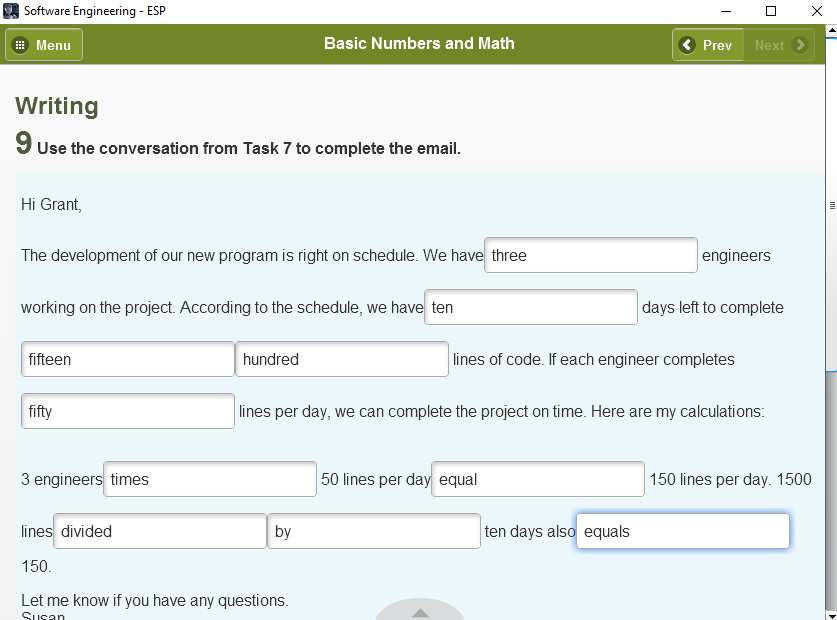 Software Engineering - ESP
Menu
Basic Numbers and Math
Prev
Next
Writing
9 Use the conversation from Task 7 to complete the email.
Hi Grant,
The development of our new program is right on schedule. We have three engineers
working on the project. According to the schedule, we have ten days left to complete
fifteen hundred lines of code. If each engineer completes
fifty lines per day, we can complete the project on time. Here are my calculations:
3 engineers times 50 lines per day equal 150 lines per day. 1500
lines divided by ten days also equals
150.
Let me know if you have any questions.
Susan